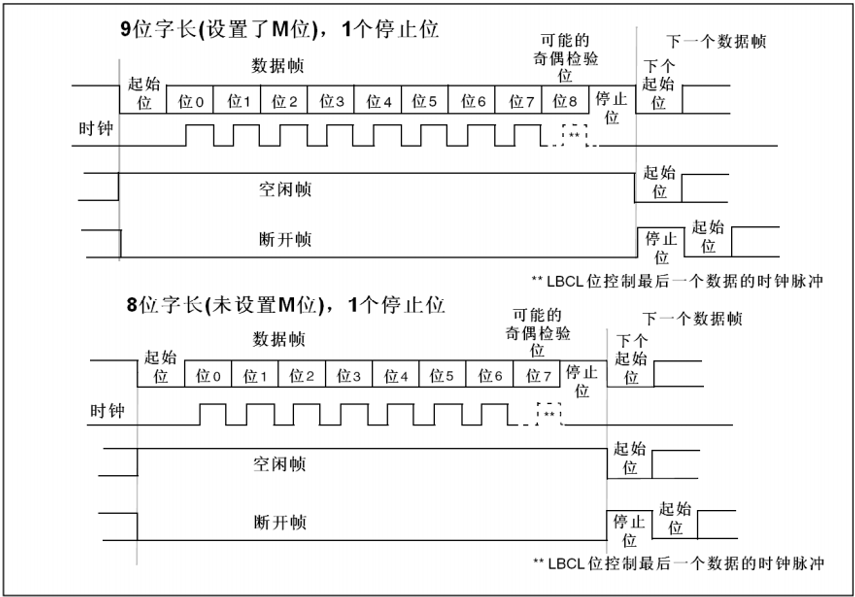 9位字长(设置了M位)，1个停止位
可能的
奇偶检验
位
下一个数据帧
数据帧
下个
起始
位
起始
位
位0
位1
位2
位3
位4
位5
位6
位7
位8
停止
位
时钟
**
空闲帧
起始
位
断开帧
停止
位
起始
位
** LBCL位控制最后一个数据的时钟脉冲
8位字长(未设置M位)，1个停止位
可能的
奇偶检验
位
下一个数据帧
数据帧
下个
起始
位
起始
位
位0
位1
位2
位3
位4
位5
位6
位7
停止
位
时钟
**
空闲帧
起始
位
断开帧
停止
位
起始
位
** LBCL位控制最后一个数据的时钟脉冲